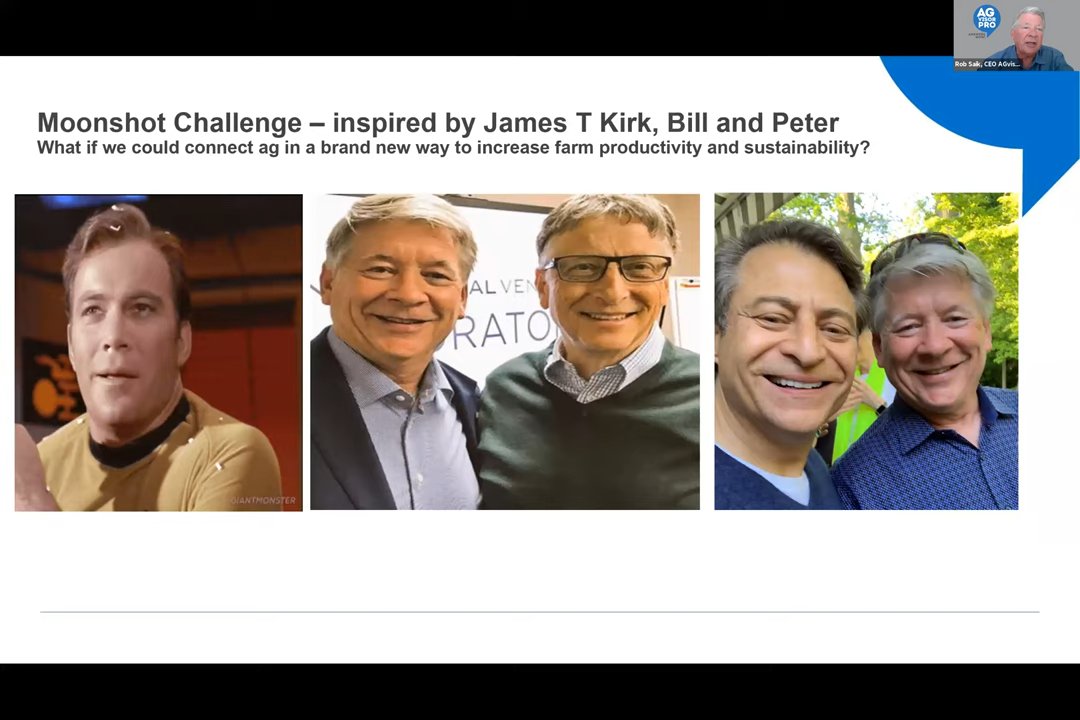 AG
VISOR
PRO
Rob Saik, CEO AGvis...
Moonshot Challenge – inspired by James T Kirk, Bill and Peter
What if we could connect ag in a brand new way to increase farm productivity and sustainability?
AL VEN
RATO
GIANTMONSTER